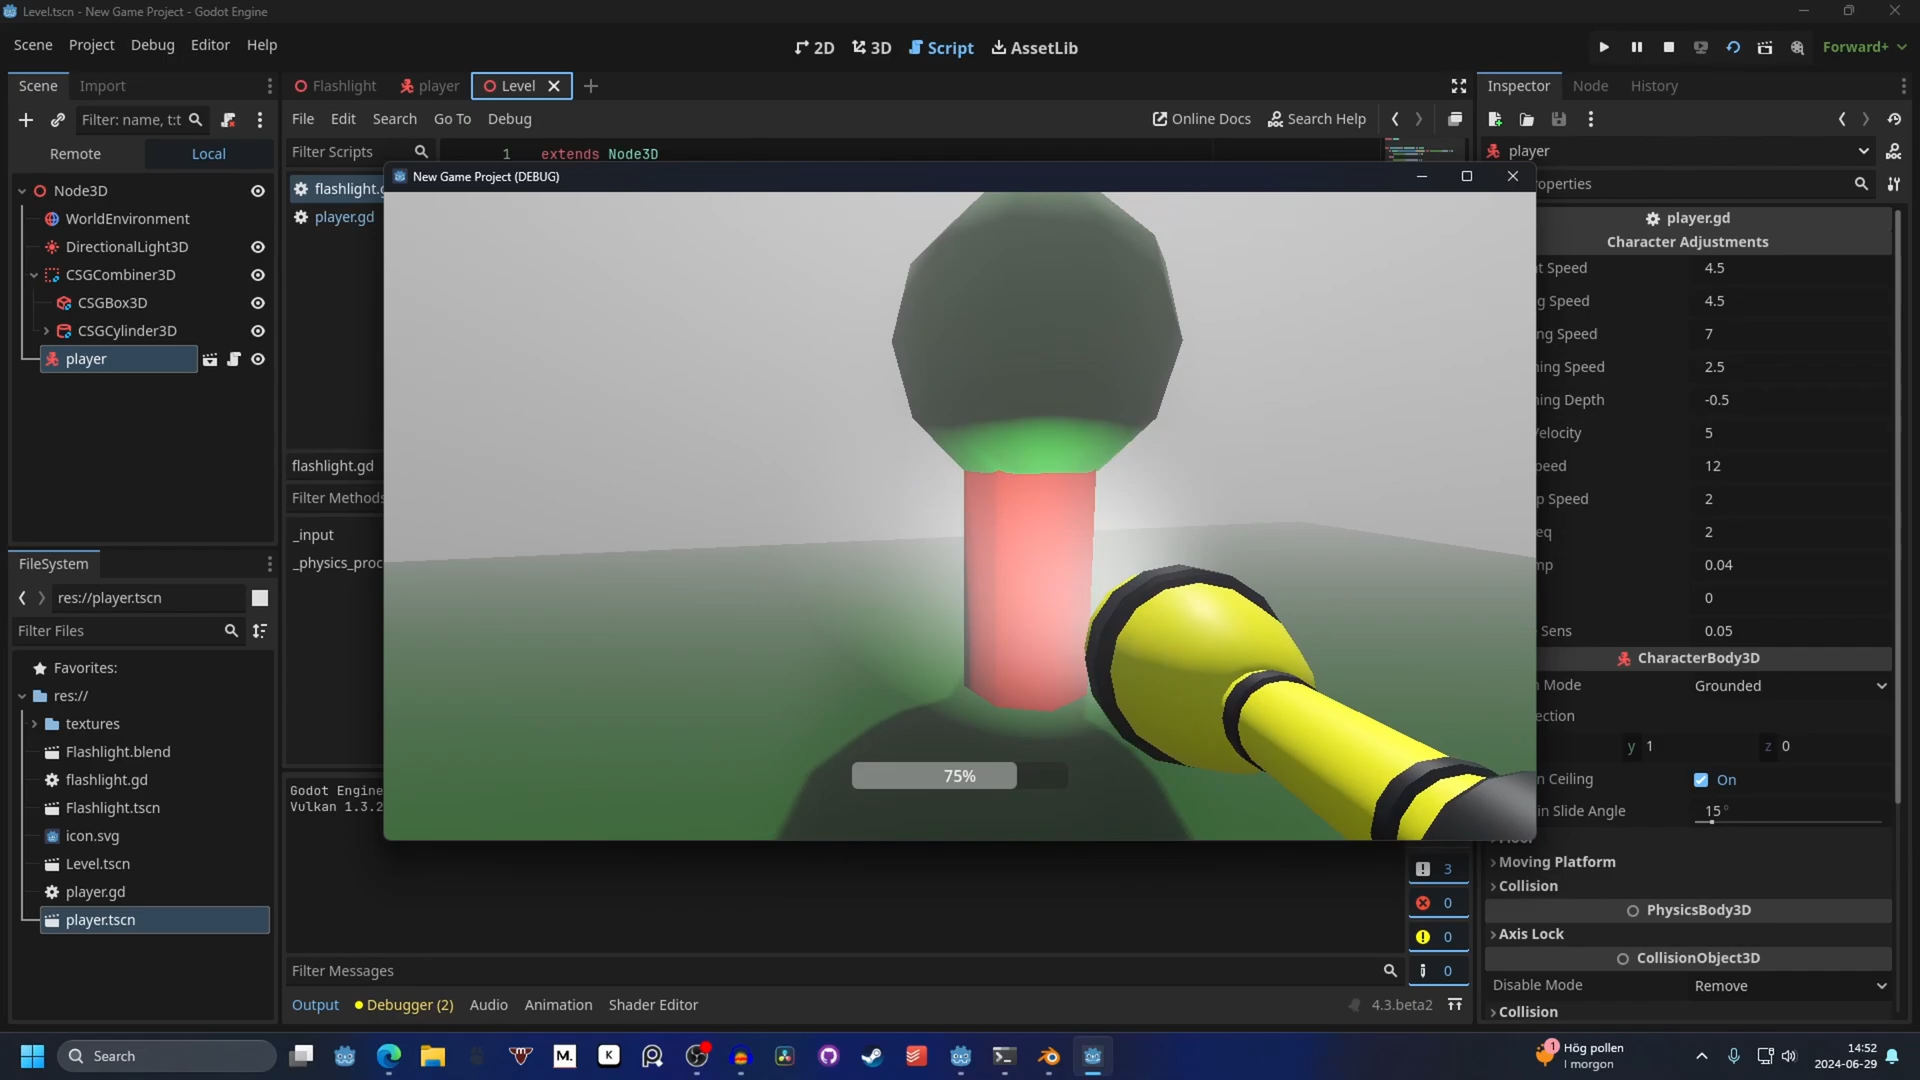 Level.tscn - New Game Project - Godot Engine
Scene Project Debug Editor Help
2D 3D Script AssetLib
Forward+
Scene Import
Flashlight player Level
Inspector Node History
Filter: name, t:t
File Edit Search Go To Debug
Online Docs Search Help
Remote Local
Filter Scripts
1 extends Node3D
player
Node3D
flashlight.g
New Game Project (DEBUG)
operties
WorldEnvironment
player.gd
player.gd
DirectionalLight3D
Character Adjustments
CSGCombiner3D
t Speed 4.5
CSGBox3D
g Speed 4.5
CSGCylinder3D
ng Speed 7
player
ning Speed 2.5
ning Depth -0.5
Velocity 5
flashlight.gd
peed 12
Filter Methods
p Speed 2
_input
eq 2
_physics_proc
mp 0.04
FileSystem
res://player.tscn
0
Filter Files
Sens 0.05
Favorites:
CharacterBody3D
res://
n Mode Grounded
textures
ection
Flashlight.blend
y 1 z 0
flashlight.gd
75%
n Ceiling On
Godot Engine
Vulkan 1.3.2
Flashlight.tscn
in Slide Angle 15°
icon.svg
Level.tscn
Moving Platform
3
Collision
player.gd
0
PhysicsBody3D
player.tscn
Axis Lock
0
CollisionObject3D
Filter Messages
0
Disable Mode Remove
Output Debugger (2) Audio Animation Shader Editor
4.3.beta2
Collision
Search
M.
K
1
Hög pollen
I morgon
14:52
2024-06-29